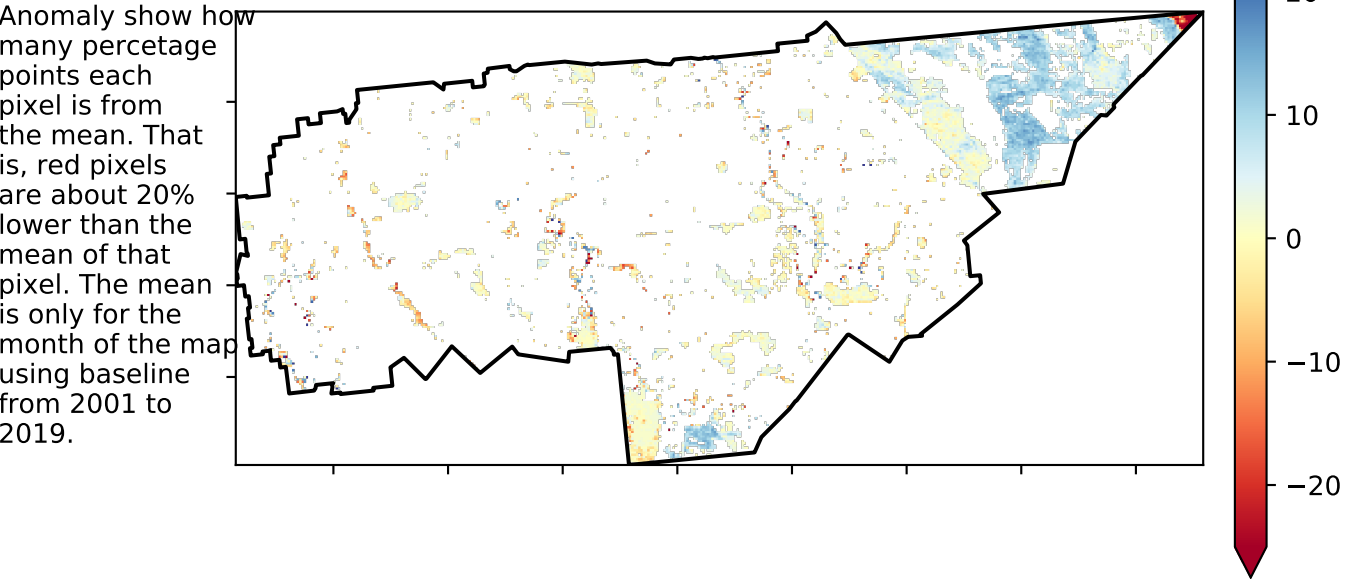 Anomaly show how
many percetage
points each
pixel is from
the mean. That
is, red pixels
are about 20%
lower than the
mean of that
pixel. The mean
is only for the
month of the map
using baseline
from 2001 to
2019.
10
0
−10
−20